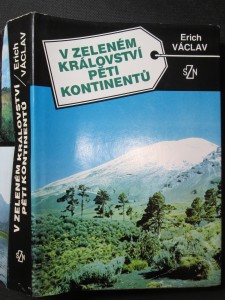 Erich
VÁCLAV
SZN
V ZELENÉM
KRÁLOVSTVÍ
PĚTI
KONTINENTŮ
V ZELENÉM KRÁLOVSTVÍ / Erich
PĚTI KONTINENTŮ VÁCLAV
SZN